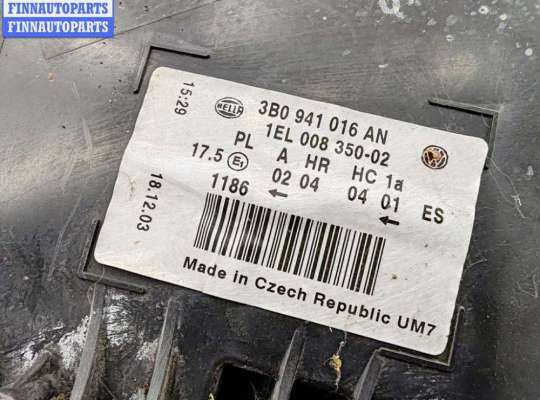 FINNAUTOPARTS
FINNAUTOPARTS
15:29
18.12.03
HELLA
3B0 941 016 AN
1EL 008 350-02
PL A HR HC 1a
17.5 E1 02 04 04 01 ES
1186 ← ←
Made in Czech Republic UM7